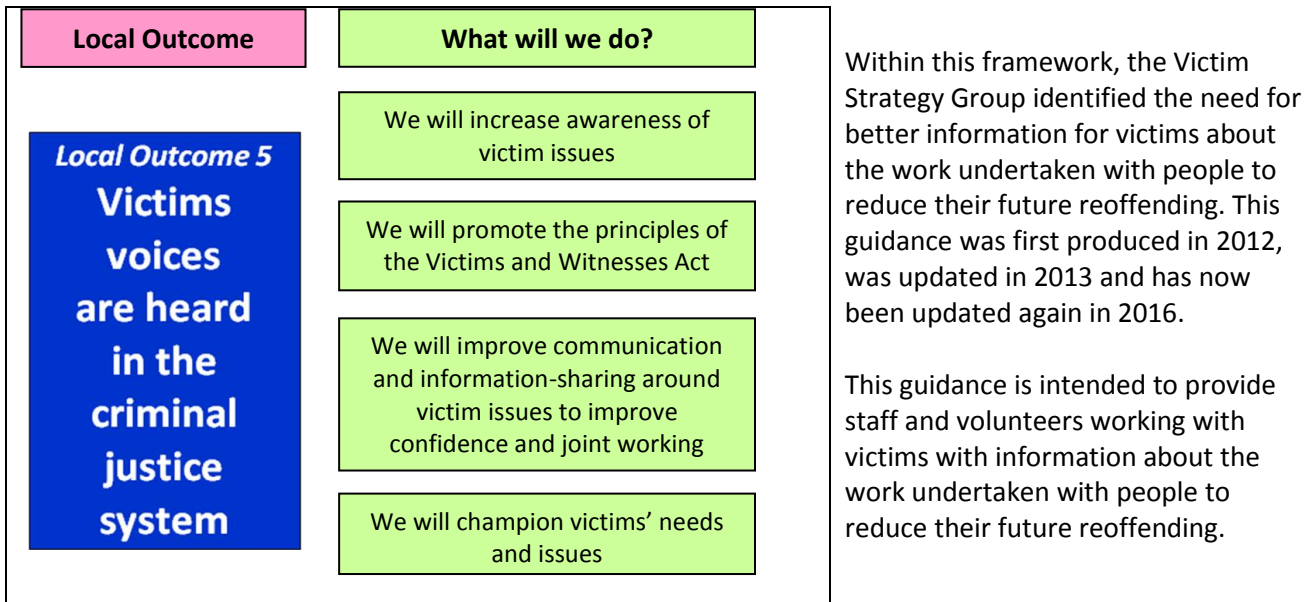 Local Outcome
What will we do?
Local Outcome 5
Victims
voices
are heard
in the
criminal
justice
system
We will increase awareness of
victim issues
We will promote the principles of
the Victims and Witnesses Act
We will improve communication
and information-sharing around
victim issues to improve
confidence and joint working
We will champion victims’ needs
and issues
Within this framework, the Victim
Strategy Group identified the need for
better information for victims about
the work undertaken with people to
reduce their future reoffending. This
guidance was first produced in 2012,
was updated in 2013 and has now
been updated again in 2016.
This guidance is intended to provide
staff and volunteers working with
victims with information about the
work undertaken with people to
reduce their future reoffending.